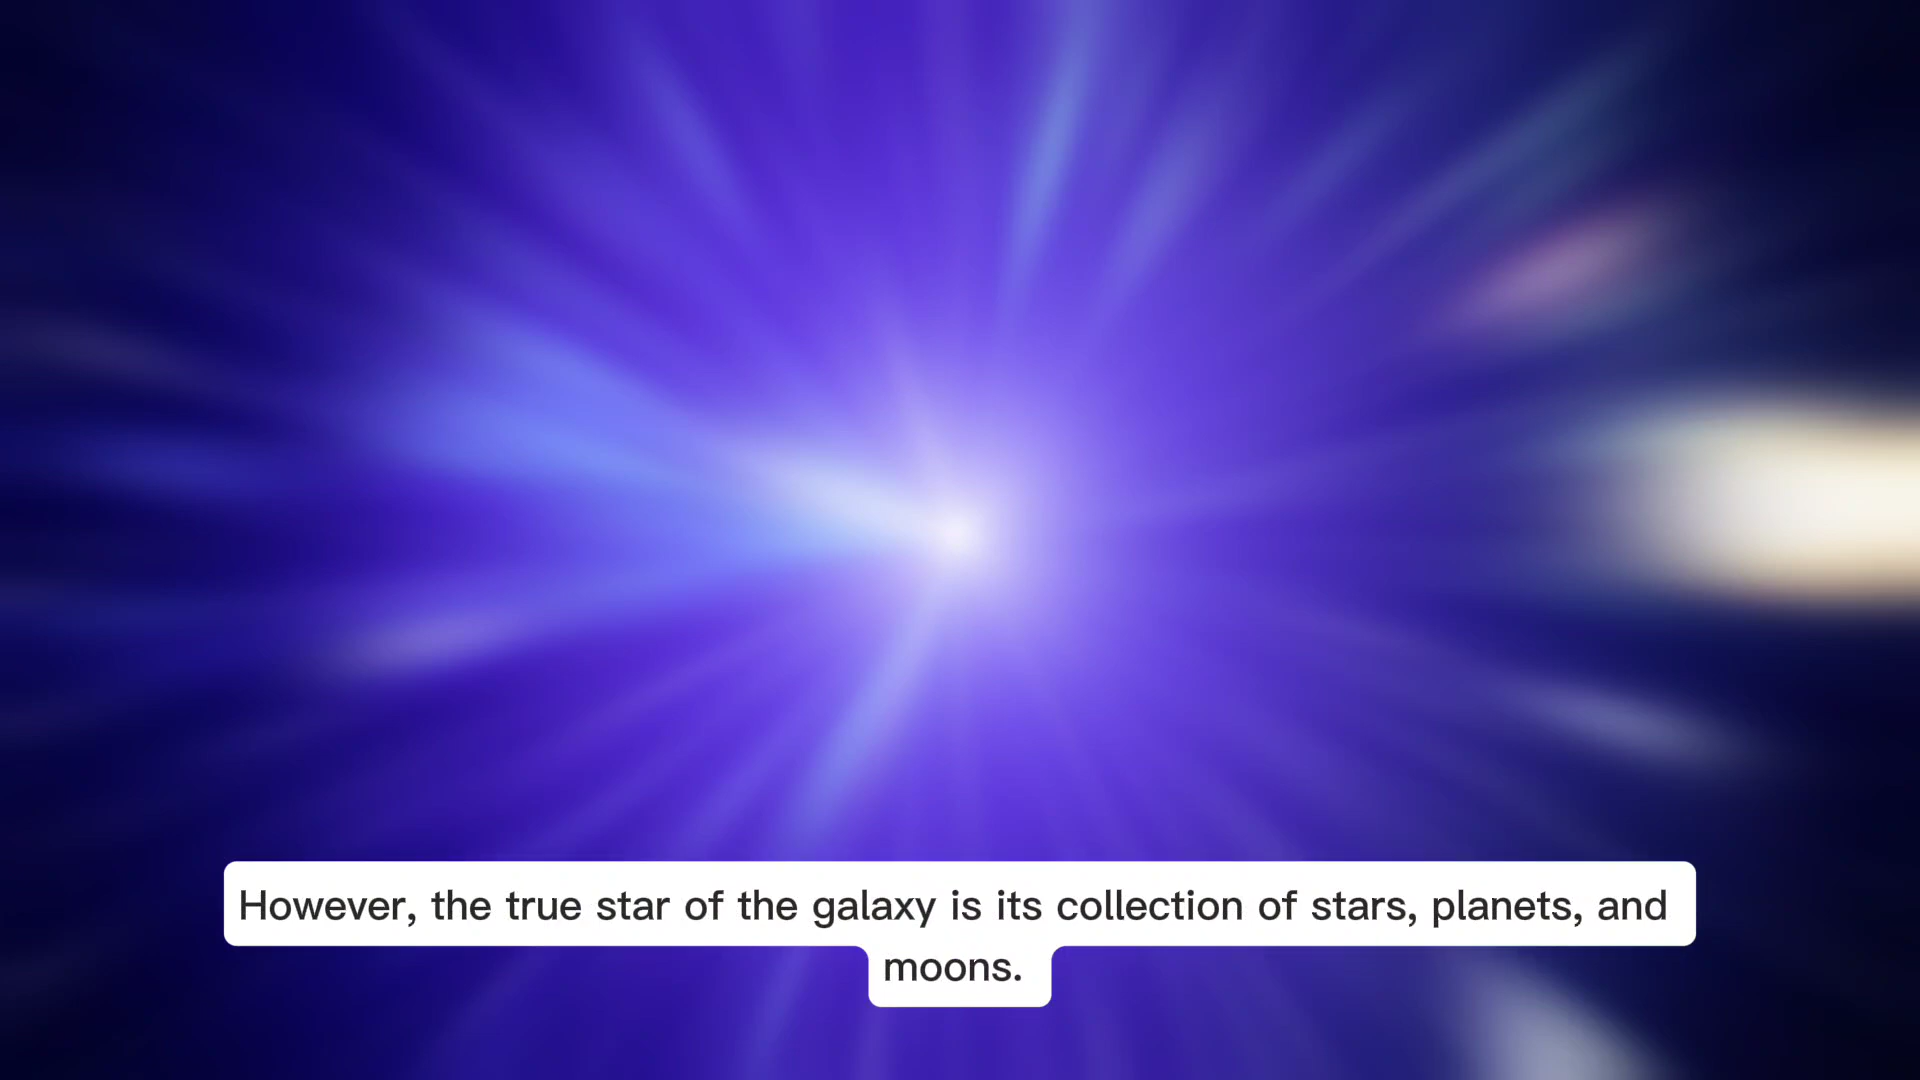 However, the true star of the galaxy is its collection of stars, planets, and
moons.